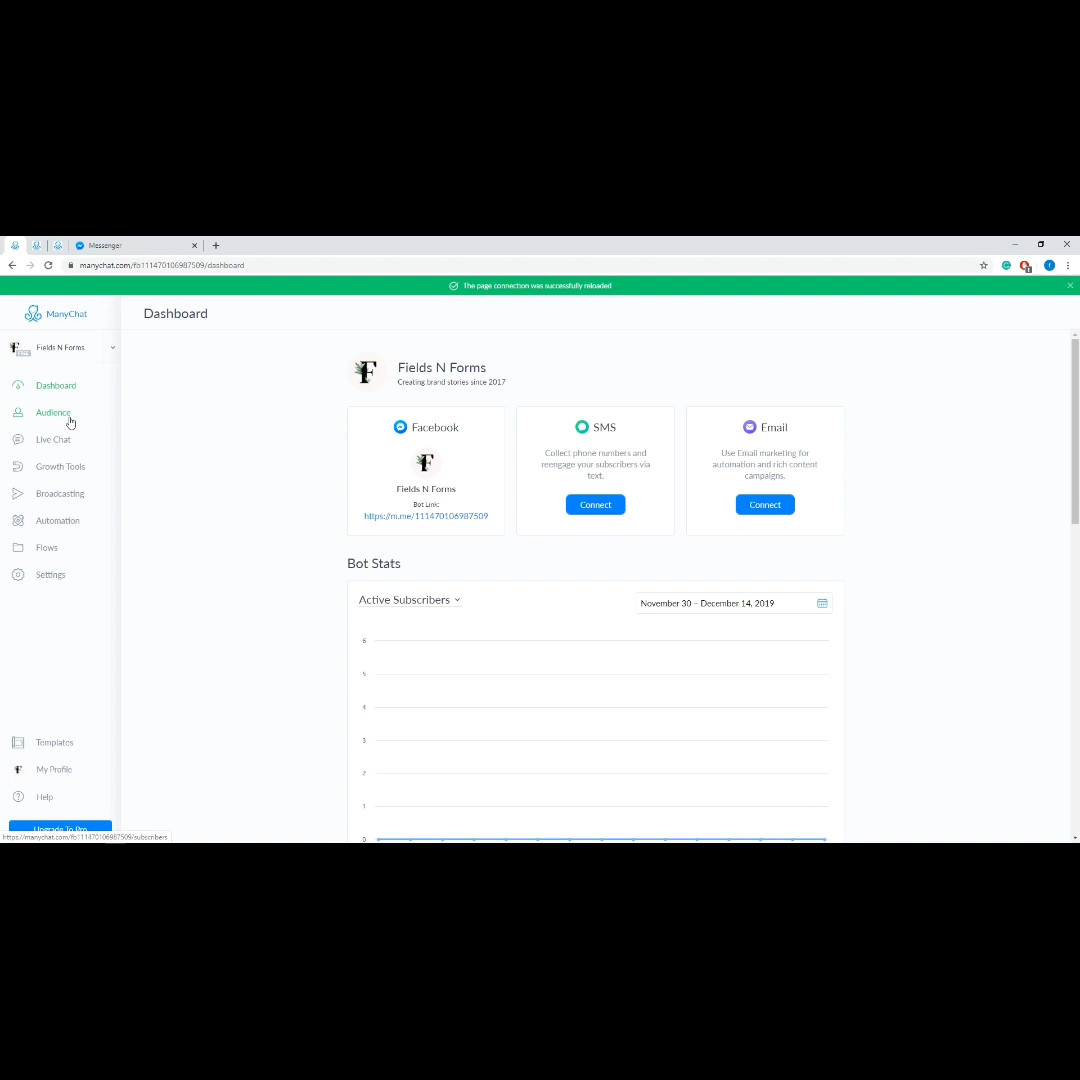 Messenger
manychat.com/fb111470106987509/dashboard
The page connection was successfully reloaded
ManyChat
Dashboard
Fields N Forms
Dashboard
Audience
Live Chat
Growth Tools
Broadcasting
Automation
Flows
Settings
Templates
My Profile
Help
Upgrade To Pro
https://manychat.com/fb111470106987509/subscribers
F
Fields N Forms
Creating brand stories since 2017
Facebook
F
Fields N Forms
Bot Link:
https://m.me/111470106987509
SMS
Collect phone numbers and
reengage your subscribers via
text.
Connect
Email
Use Email marketing for
automation and rich content
campaigns.
Connect
Bot Stats
Active Subscribers
November 30 – December 14, 2019
6
5
4
3
2
1
0